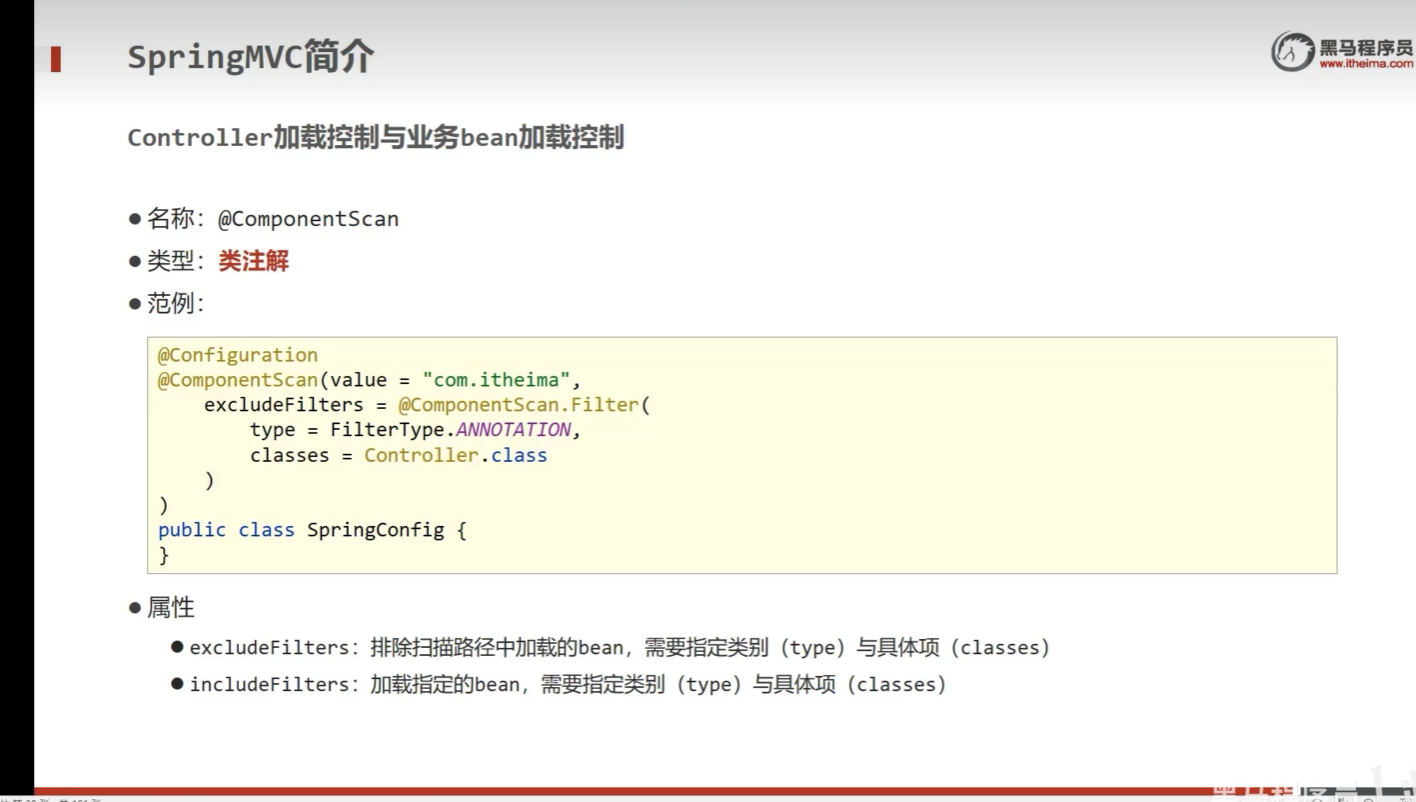 SpringMVC简介
黑马程序员
www.itheima.com
Controller加载控制与业务bean加载控制
● 名称：@ComponentScan
● 类型：类注解
● 范例：
@Configuration
@ComponentScan(value = "com.itheima",
    excludeFilters = @ComponentScan.Filter(
        type = FilterType.ANNOTATION,
        classes = Controller.class
    )
)
public class SpringConfig {
}
● 属性
● excludeFilters：排除扫描路径中加载的bean，需要指定类别（type）与具体项（classes）
● includeFilters：加载指定的bean，需要指定类别（type）与具体项（classes）